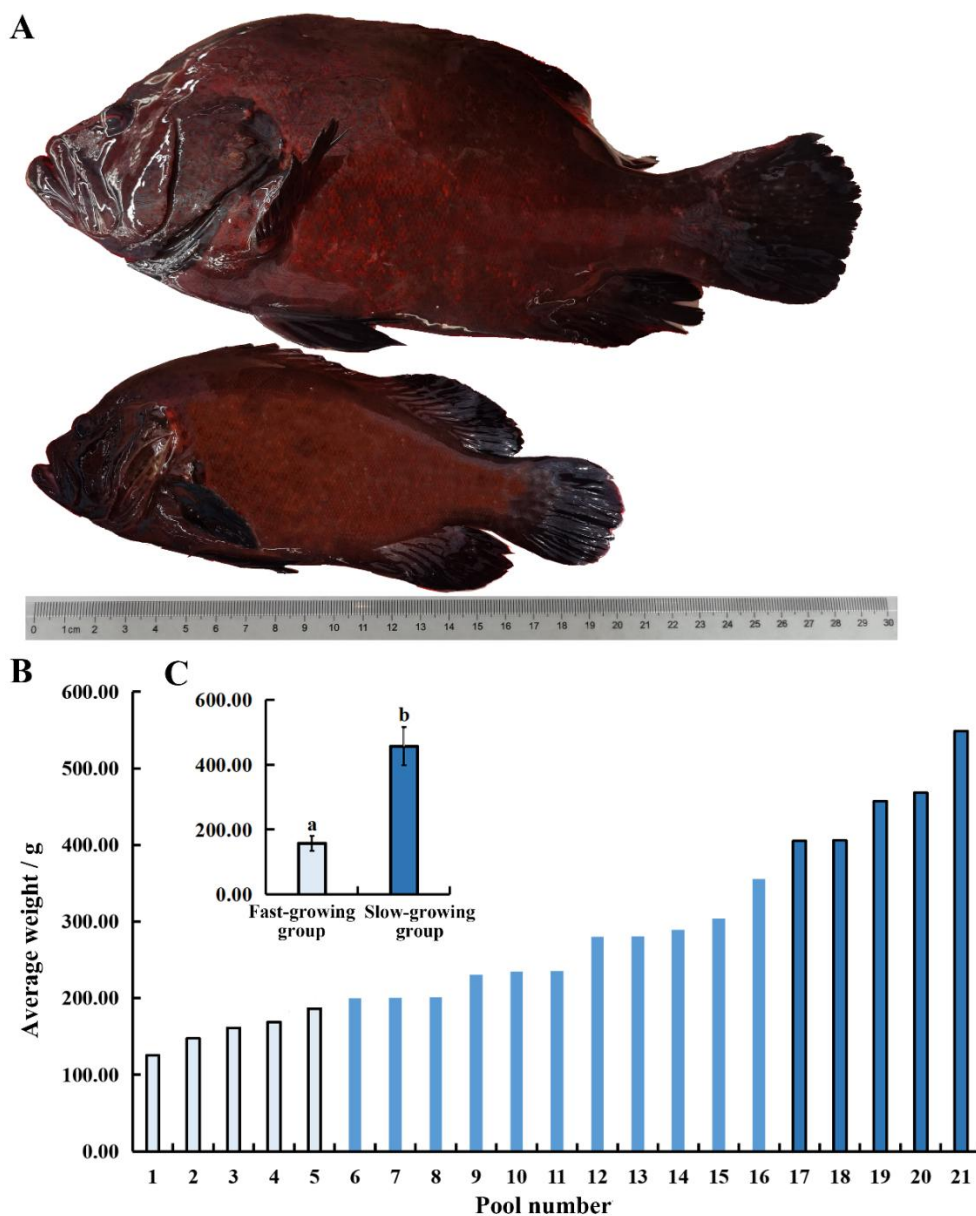 A
0 1 cm 2 3 4 5 6 7 8 9 10 11 12 13 14 15 16 17 18 19 20 21 22 23 24 25 26 27 28 29 30
B
C
600.00
500.00
400.00
300.00
200.00
100.00
0.00
Average weight / g
600.00
400.00
200.00
0.00
a
b
Fast-growing
group
Slow-growing
group
1 2 3 4 5 6 7 8 9 10 11 12 13 14 15 16 17 18 19 20 21
Pool number